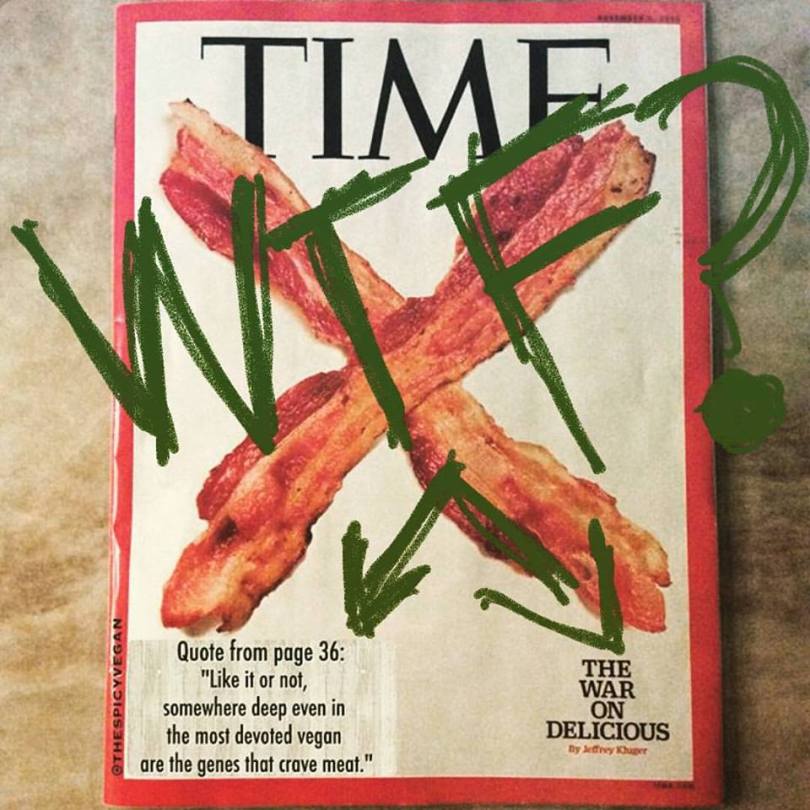 TIME
WTF?
Quote from page 36:
"Like it or not,
somewhere deep even in
the most devoted vegan
are the genes that crave meat."
THE
WAR
ON
DELICIOUS
By Jeffrey Kluger
@THESPICYVEGAN